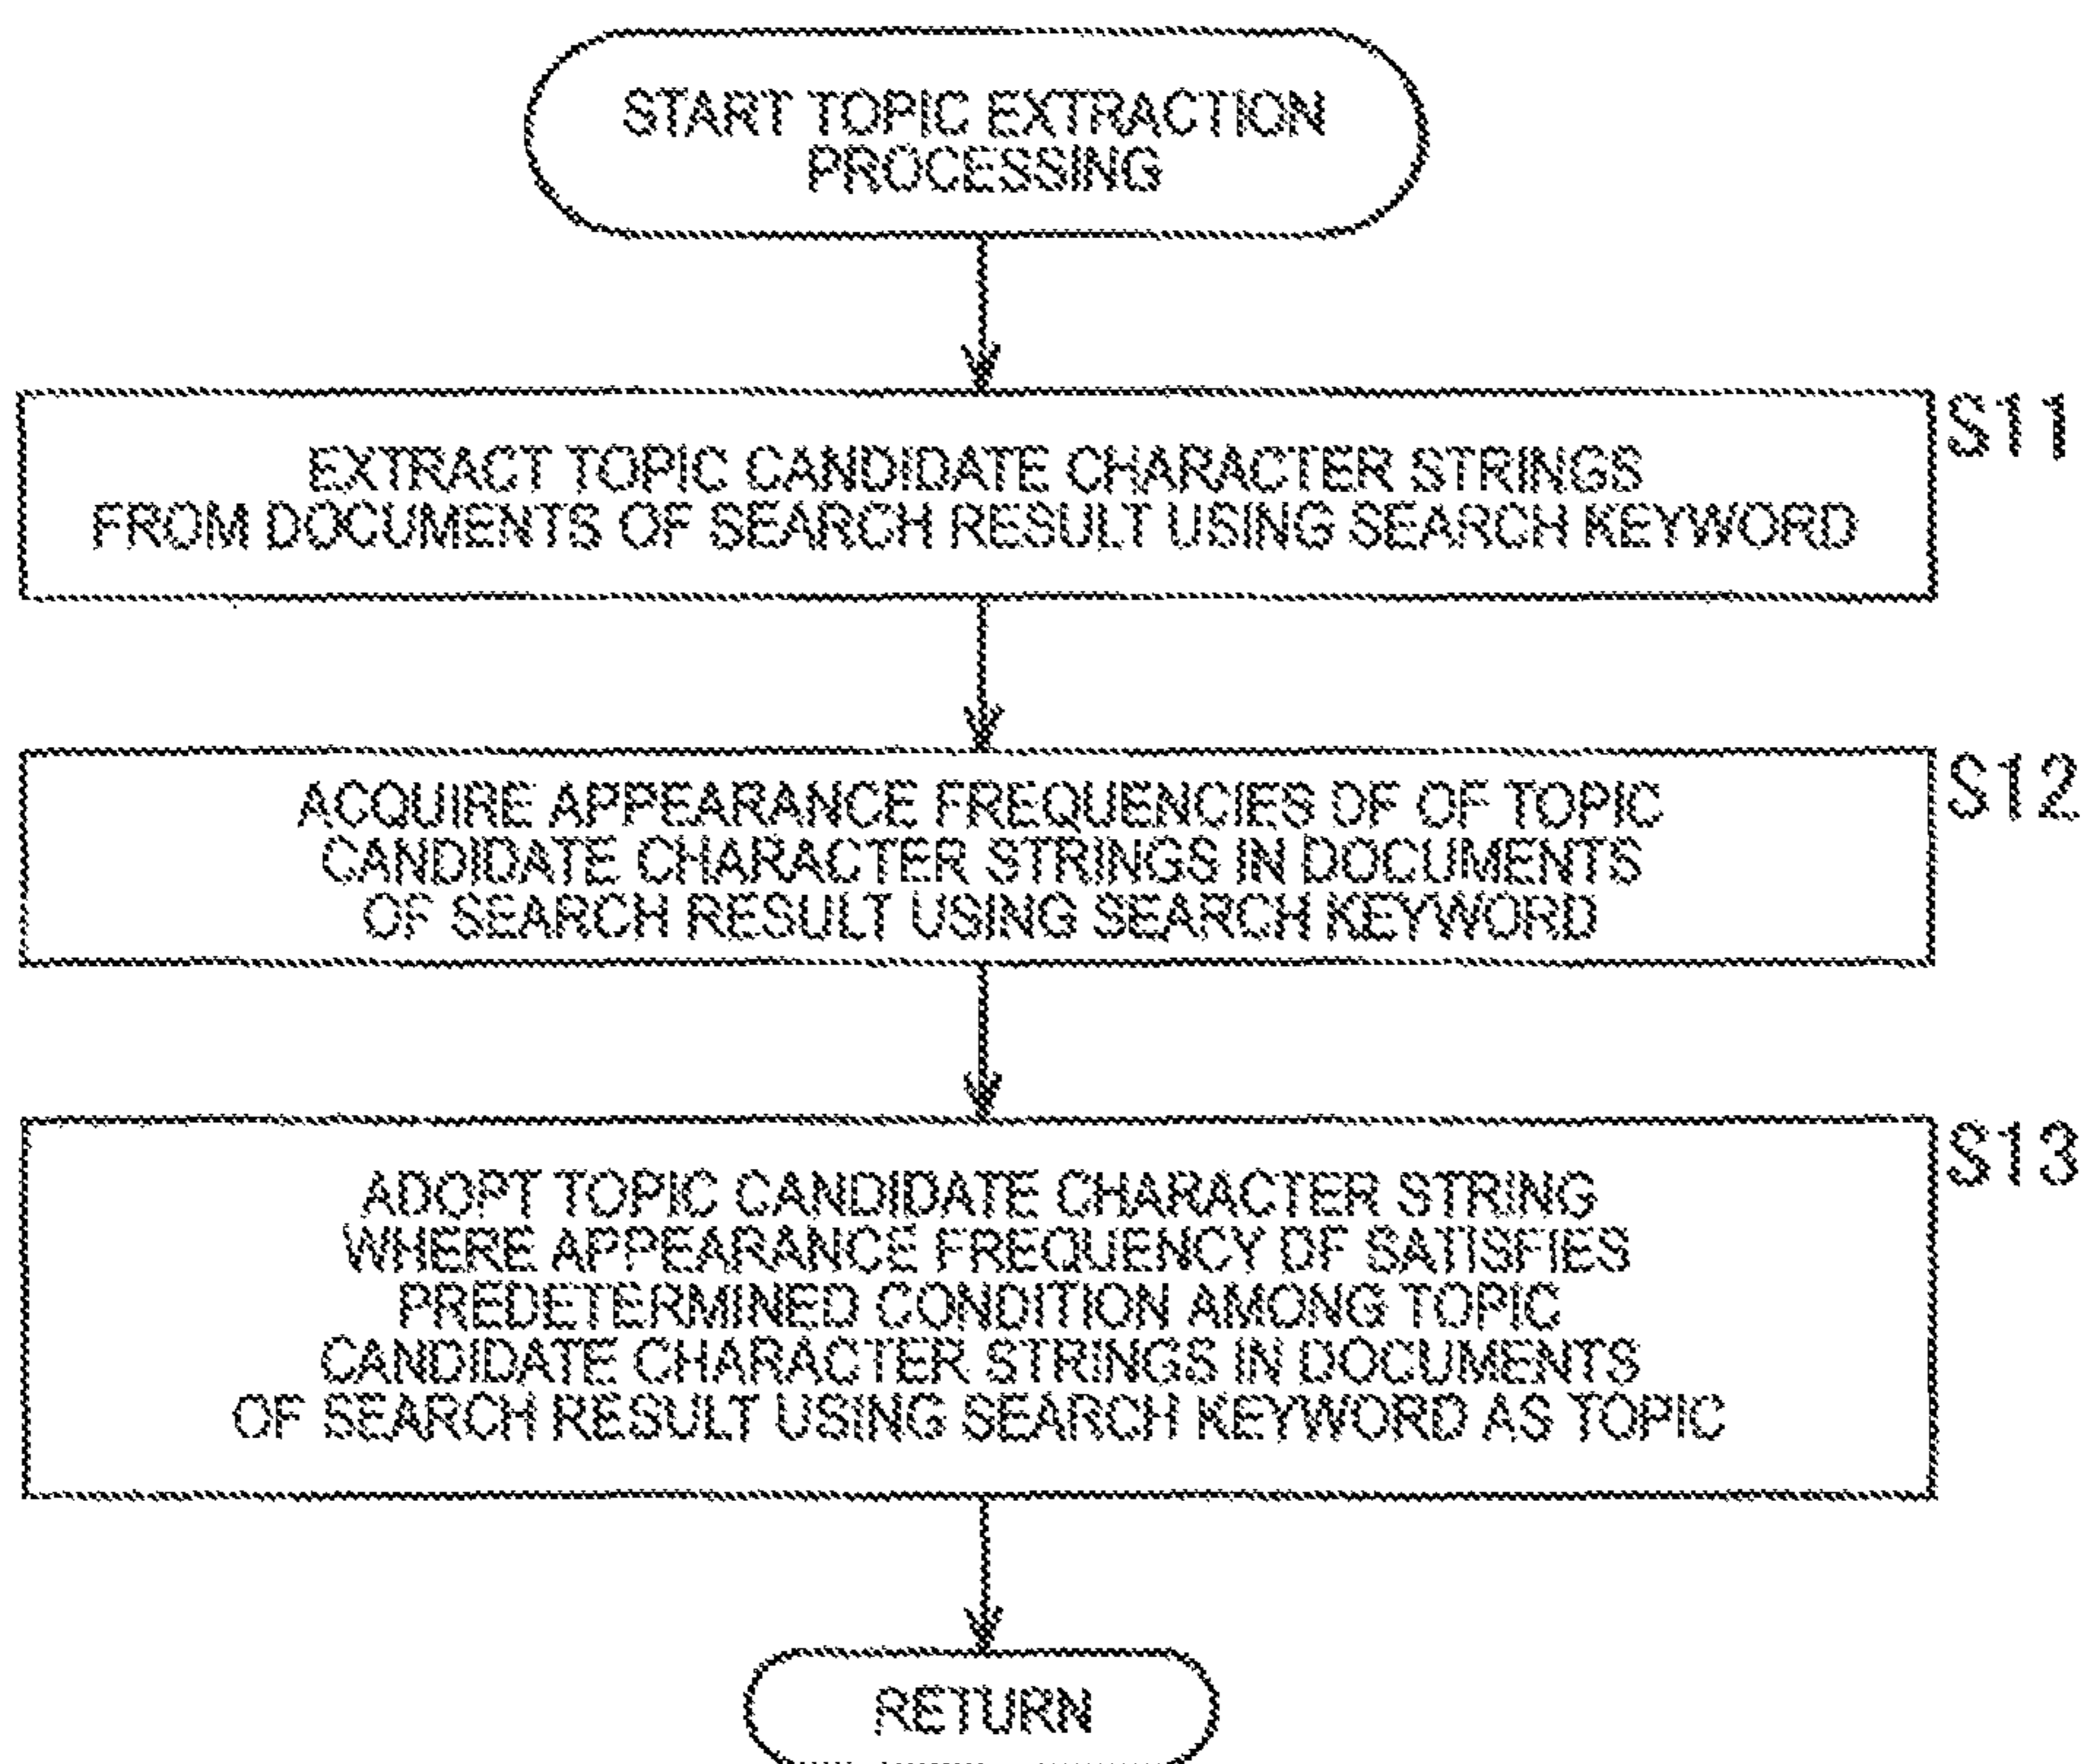 START TOPIC EXTRACTION
PROCESSING
S11
EXTRACT TOPIC CANDIDATE CHARACTER STRINGS
FROM DOCUMENTS OF SEARCH RESULT USING SEARCH KEYWORD
S12
ACQUIRE APPEARANCE FREQUENCIES DF OF TOPIC
CANDIDATE CHARACTER STRINGS IN DOCUMENTS
OF SEARCH RESULT USING SEARCH KEYWORD
S13
ADOPT TOPIC CANDIDATE CHARACTER STRING
WHERE APPEARANCE FREQUENCY DF SATISFIES
PREDETERMINED CONDITION AMONG TOPIC
CANDIDATE CHARACTER STRINGS IN DOCUMENTS
OF SEARCH RESULT USING SEARCH KEYWORD AS TOPIC
RETURN